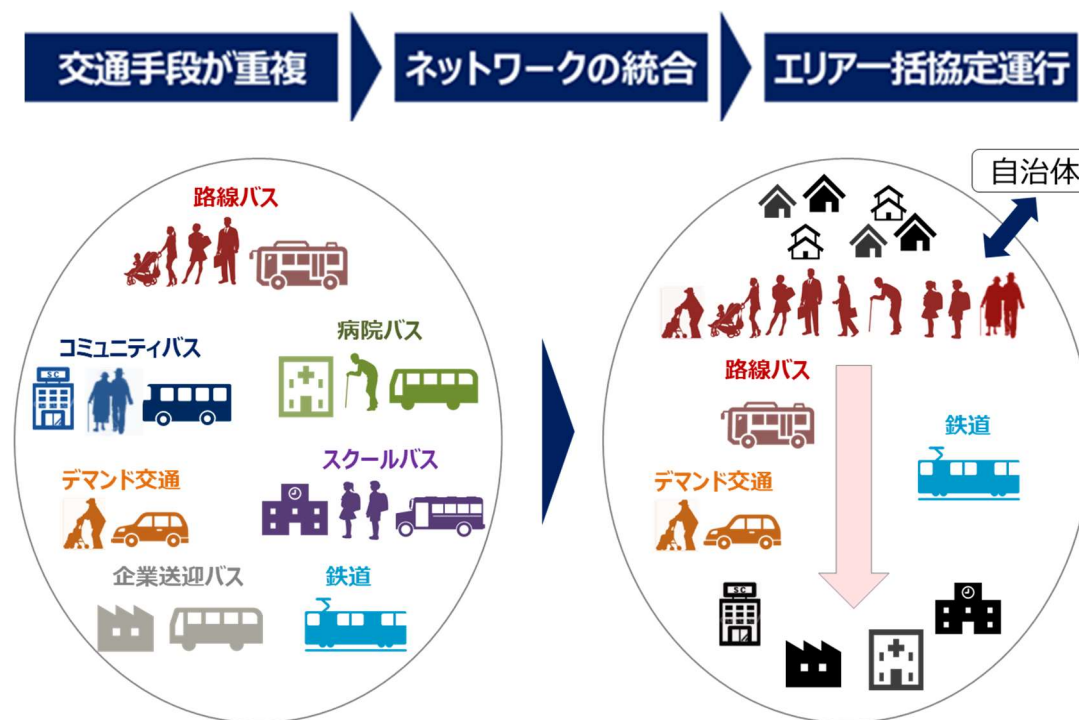 交通手段が重複
ネットワークの統合
エリア一括協定運行
路線バス
コミュニティバス
SC
病院バス
デマンド交通
スクールバス
企業送迎バス
鉄道
自治体
路線バス
鉄道
デマンド交通
SC